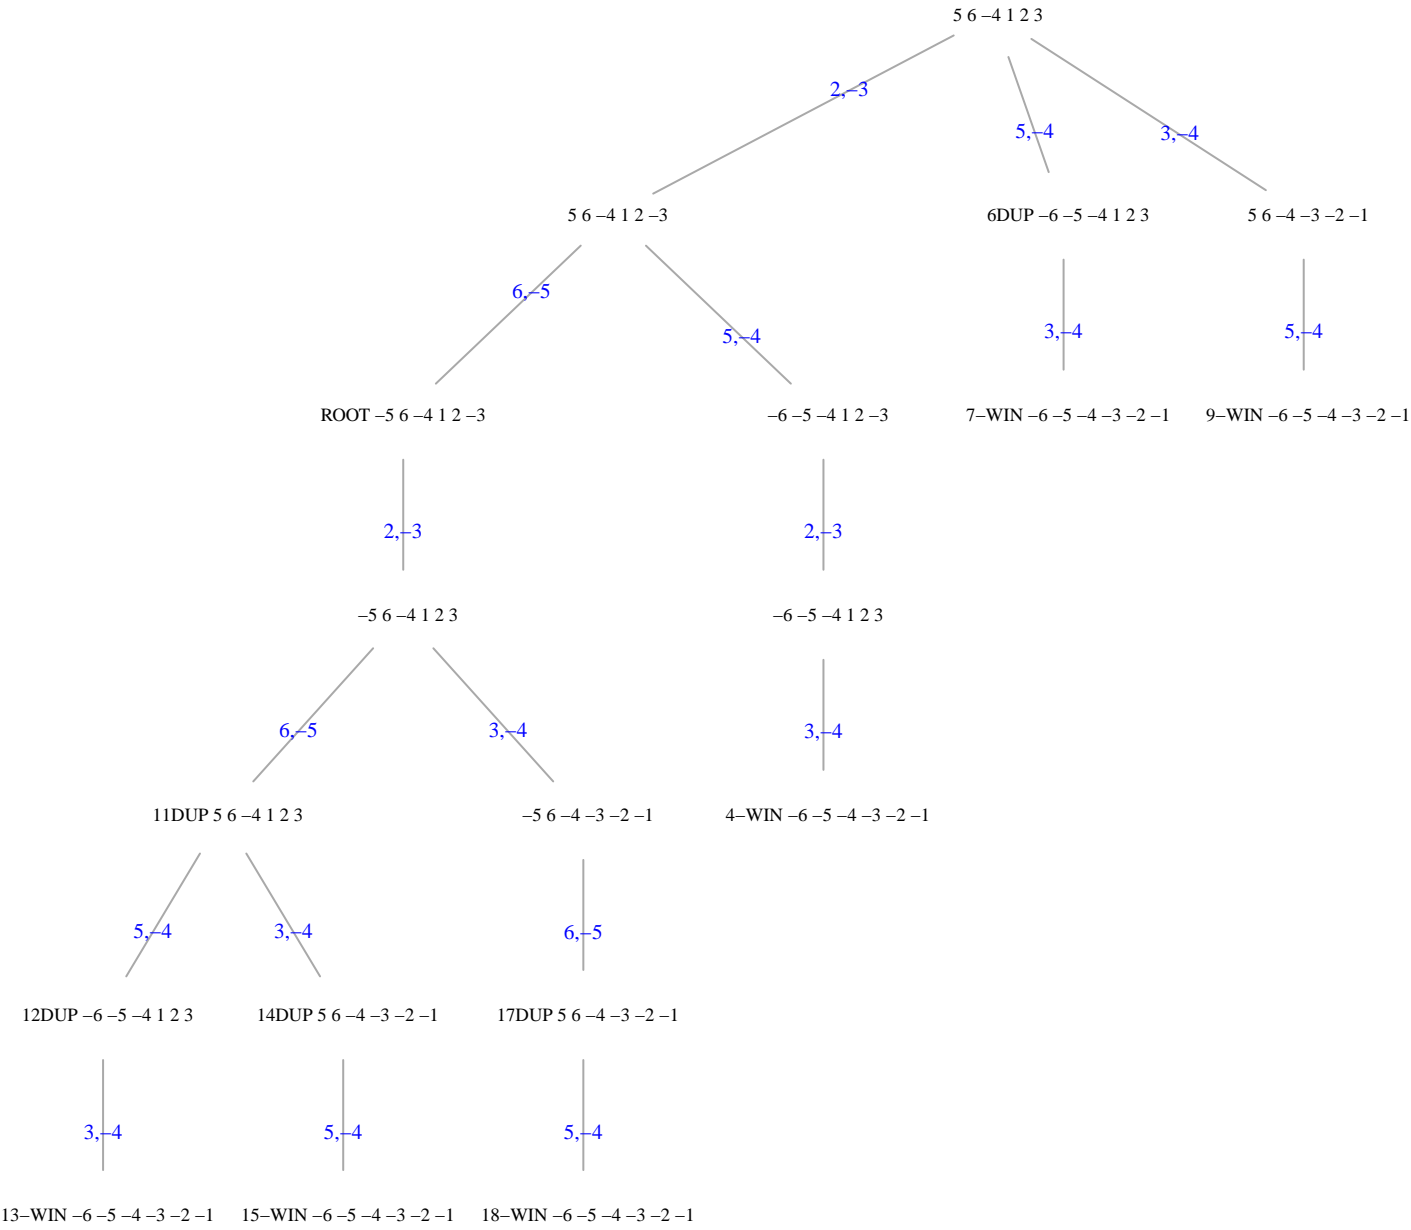 5 6 –4 1 2 3
2,–3
5,–4
3,–4
5 6 –4 1 2 –3
6DUP –6 –5 –4 1 2 3
5 6 –4 –3 –2 –1
6,–5
5,–4
3,–4
5,–4
ROOT –5 6 –4 1 2 –3
–6 –5 –4 1 2 –3
7–WIN –6 –5 –4 –3 –2 –1
9–WIN –6 –5 –4 –3 –2 –1
2,–3
2,–3
–5 6 –4 1 2 3
–6 –5 –4 1 2 3
6,–5
3,–4
3,–4
11DUP 5 6 –4 1 2 3
–5 6 –4 –3 –2 –1
4–WIN –6 –5 –4 –3 –2 –1
5,–4
3,–4
6,–5
12DUP –6 –5 –4 1 2 3
14DUP 5 6 –4 –3 –2 –1
17DUP 5 6 –4 –3 –2 –1
3,–4
5,–4
5,–4
13–WIN –6 –5 –4 –3 –2 –1
15–WIN –6 –5 –4 –3 –2 –1
18–WIN –6 –5 –4 –3 –2 –1